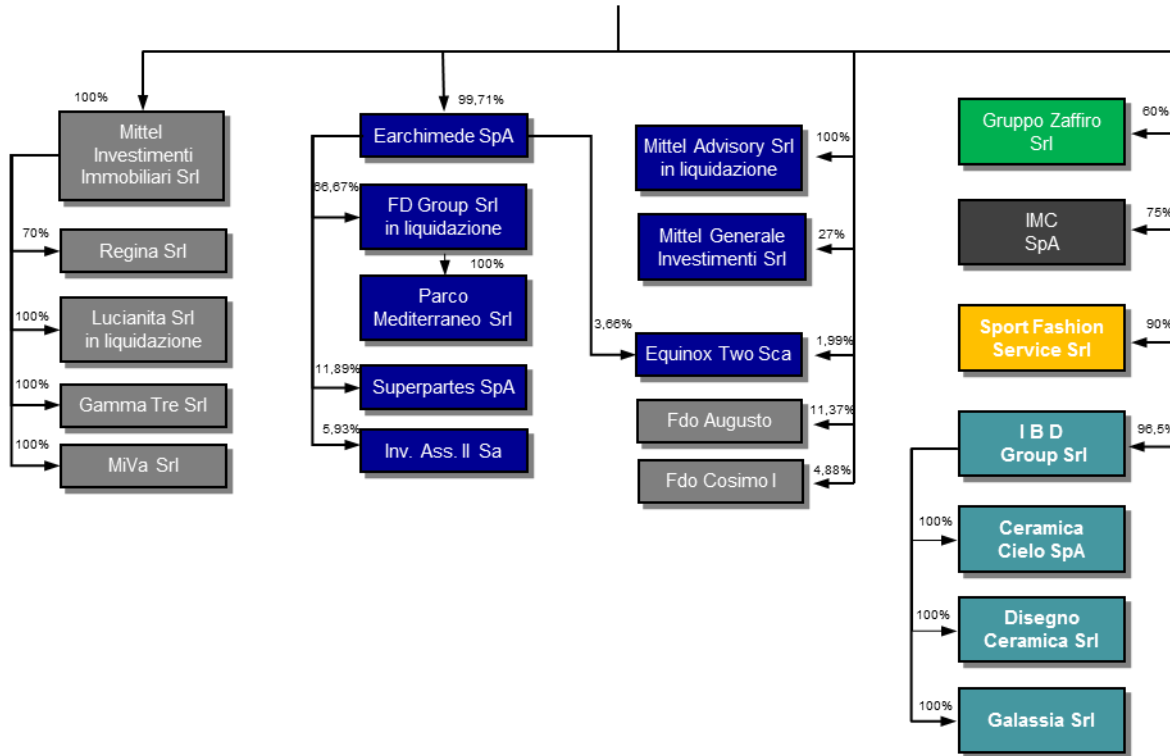 100%
Mittel
Investimenti
Immobiliari Srl
70%
Regina Srl
100%
Lucianita Srl
in liquidazione
100%
Gamma Tre Srl
100%
MiVa Srl
99,71%
Earchimede SpA
66,67%
FD Group Srl
in liquidazione
100%
Parco
Mediterraneo Srl
11,89%
Superpartes SpA
5,93%
Inv. Ass. II Sa
3,66%
Mittel Advisory Srl
in liquidazione
100%
Mittel Generale
Investimenti Srl
27%
Equinox Two Sca
1,99%
Fdo Augusto
11,37%
Fdo Cosimo I
4,88%
Gruppo Zaffiro
Srl
60%
IMC
SpA
75%
Sport Fashion
Service Srl
90%
I B D
Group Srl
96,5%
100%
Ceramica
Cielo SpA
100%
Disegno
Ceramica Srl
100%
Galassia Srl